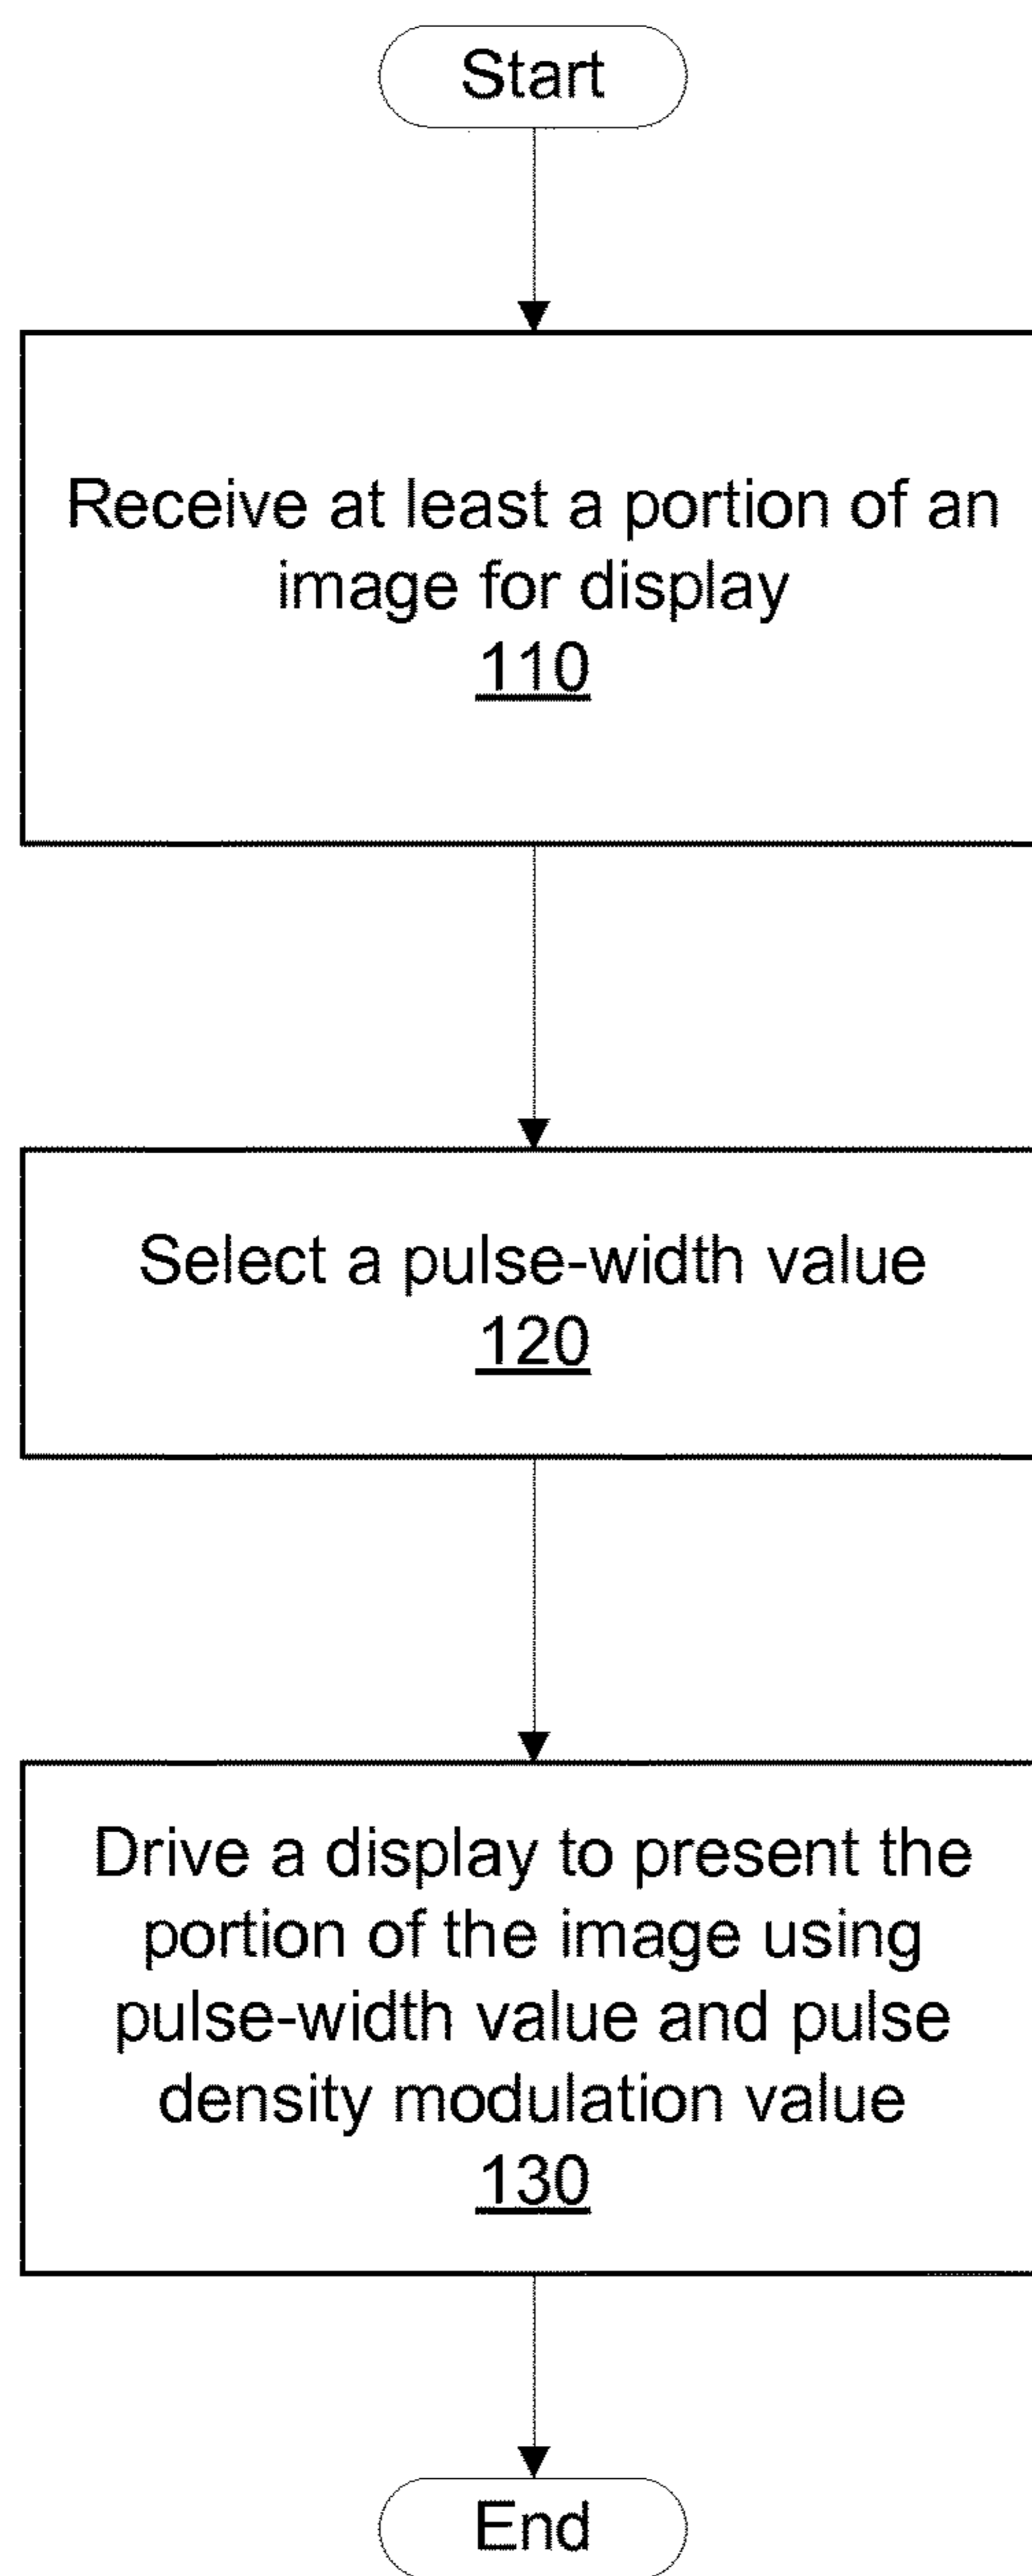 Start
Receive at least a portion of an
image for display
110
Select a pulse-width value
120
Drive a display to present the
portion of the image using
pulse-width value and pulse
density modulation value
130
End